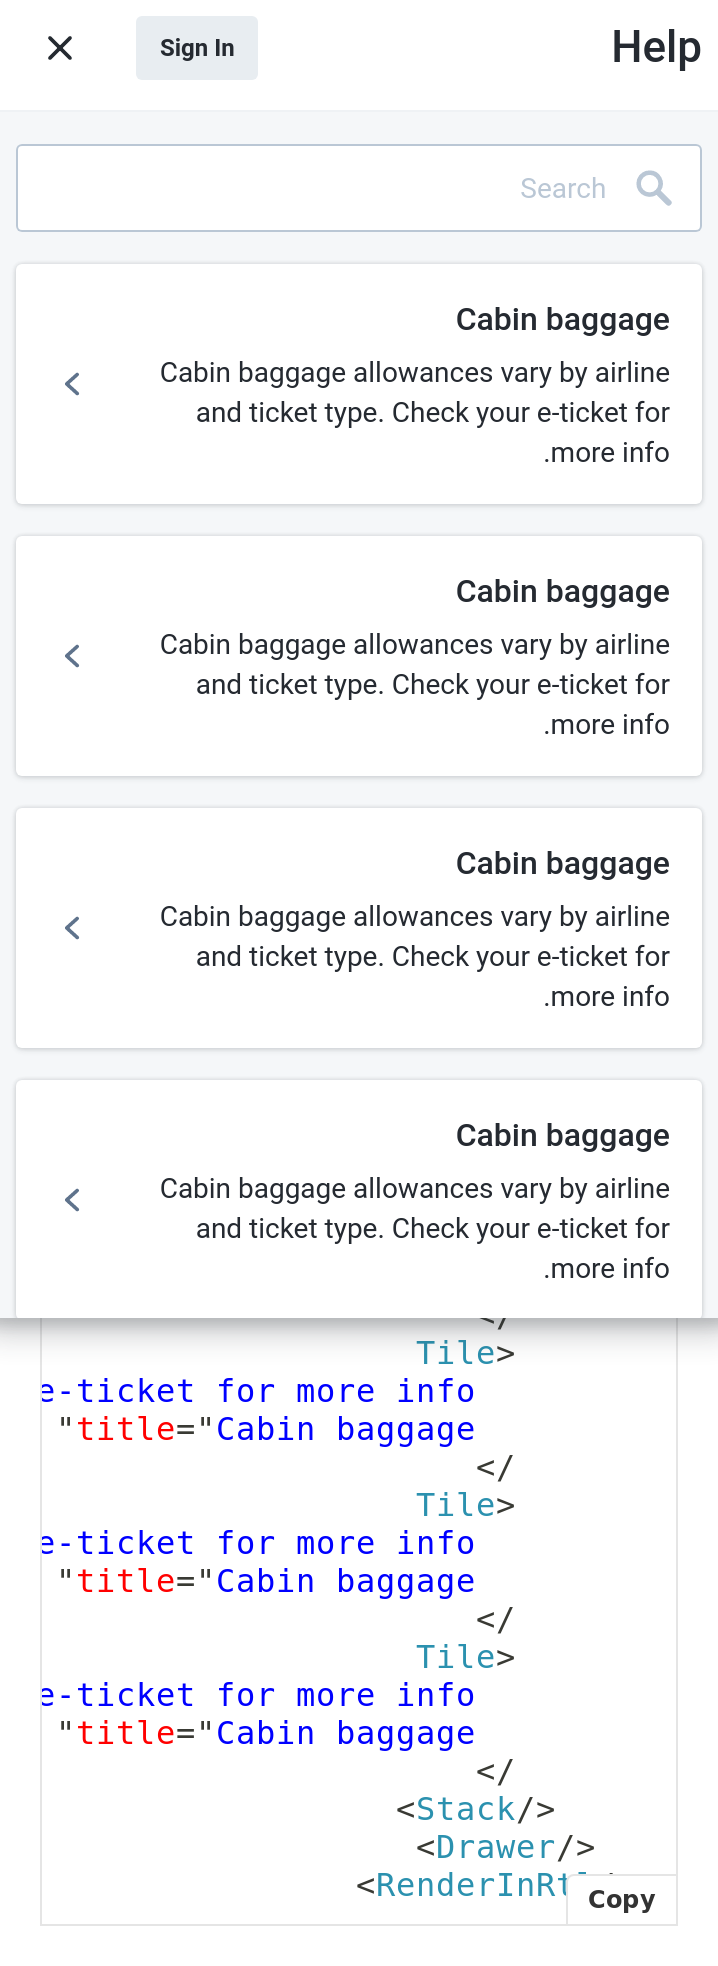 Help
Sign In
Search
Cabin baggage
Cabin baggage allowances vary by airline
and ticket type. Check your e-ticket for
.more info
Cabin baggage
Cabin baggage allowances vary by airline
and ticket type. Check your e-ticket for
.more info
Cabin baggage
Cabin baggage allowances vary by airline
and ticket type. Check your e-ticket for
.more info
Cabin baggage
Cabin baggage allowances vary by airline
and ticket type. Check your e-ticket for
.more info
</
Tile>
e-ticket for more info
"title="Cabin baggage
</
Tile>
e-ticket for more info
"title="Cabin baggage
</
Tile>
e-ticket for more info
"title="Cabin baggage
</
<Stack/>
<Drawer/>
Copy